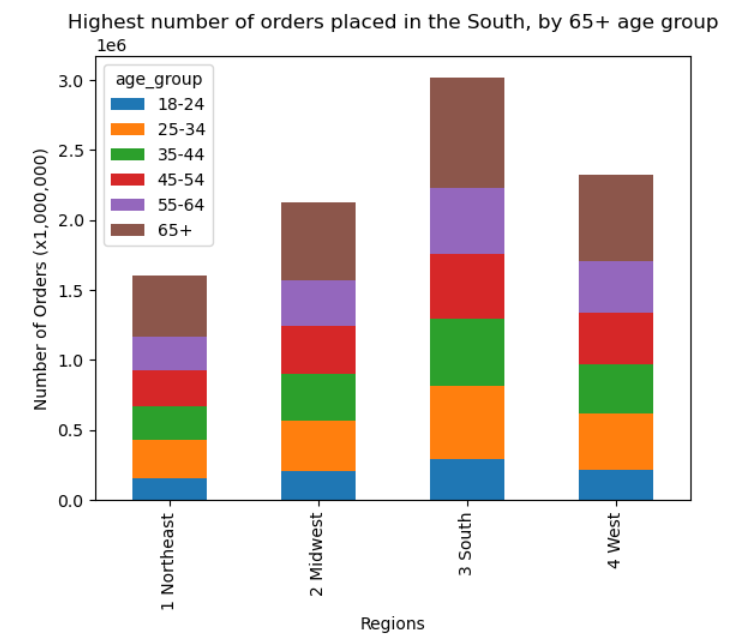 Highest number of orders placed in the South, by 65+ age group
1e6
age_group
18-24
25-34
35-44
45-54
55-64
65+
3.0
2.5
2.0
1.5
1.0
0.5
0.0
Number of Orders (x1,000,000)
1 Northeast
2 Midwest
3 South
4 West
Regions